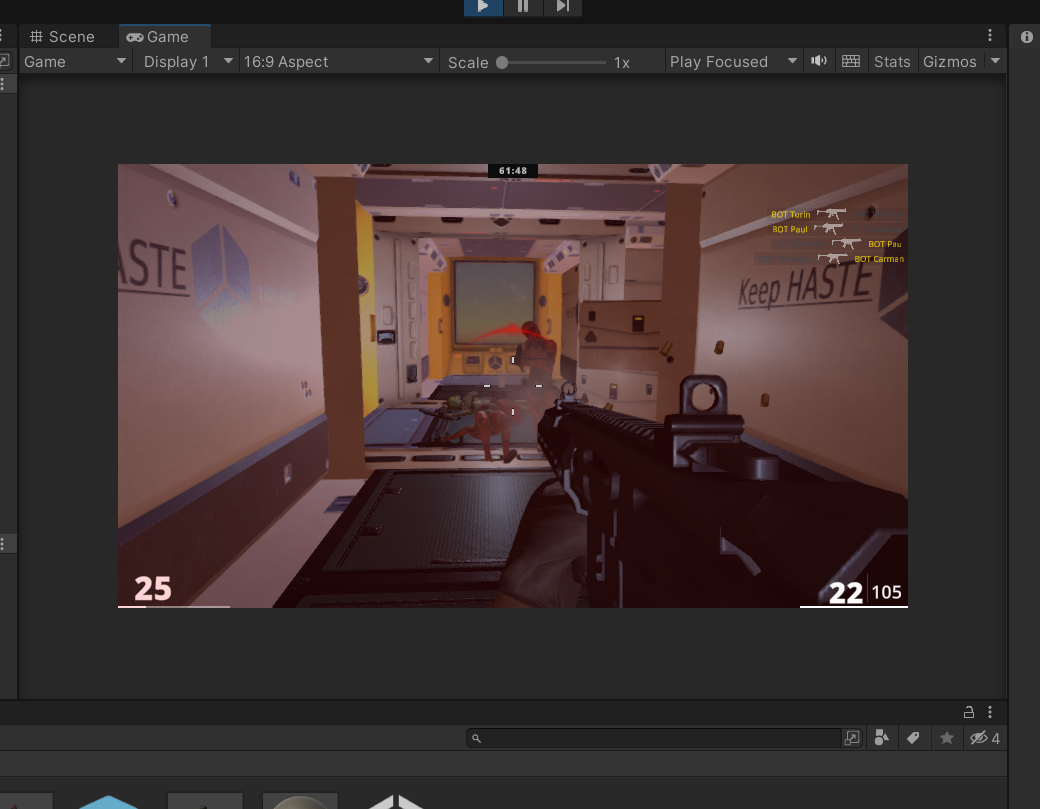 Scene
Game
Game
Display 1
16:9 Aspect
Scale
1x
Play Focused
Stats
Gizmos
61:48
BOT Turin
BOT Paul
BOT Pau
BOT Carman
HASTE
Keep HASTE
25
22 105
4